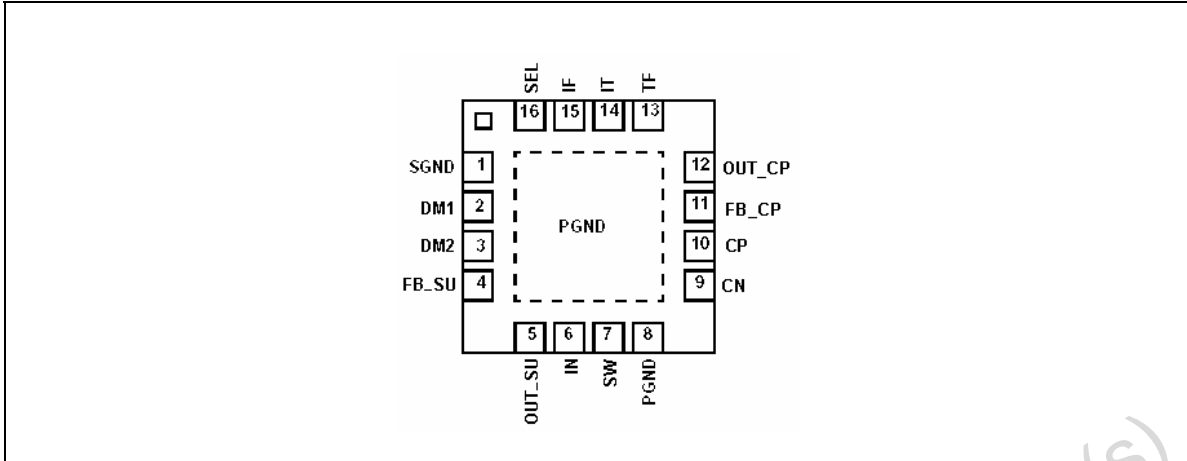 SEL IF IT TF
16 15 14 13
SGND 1
DM1 2
DM2 3
FB_SU 4
PGND
12 OUT_CP
11 FB_CP
10 CP
9 CN
5 6 7 8
OUT_SU IN SW PGND
s)